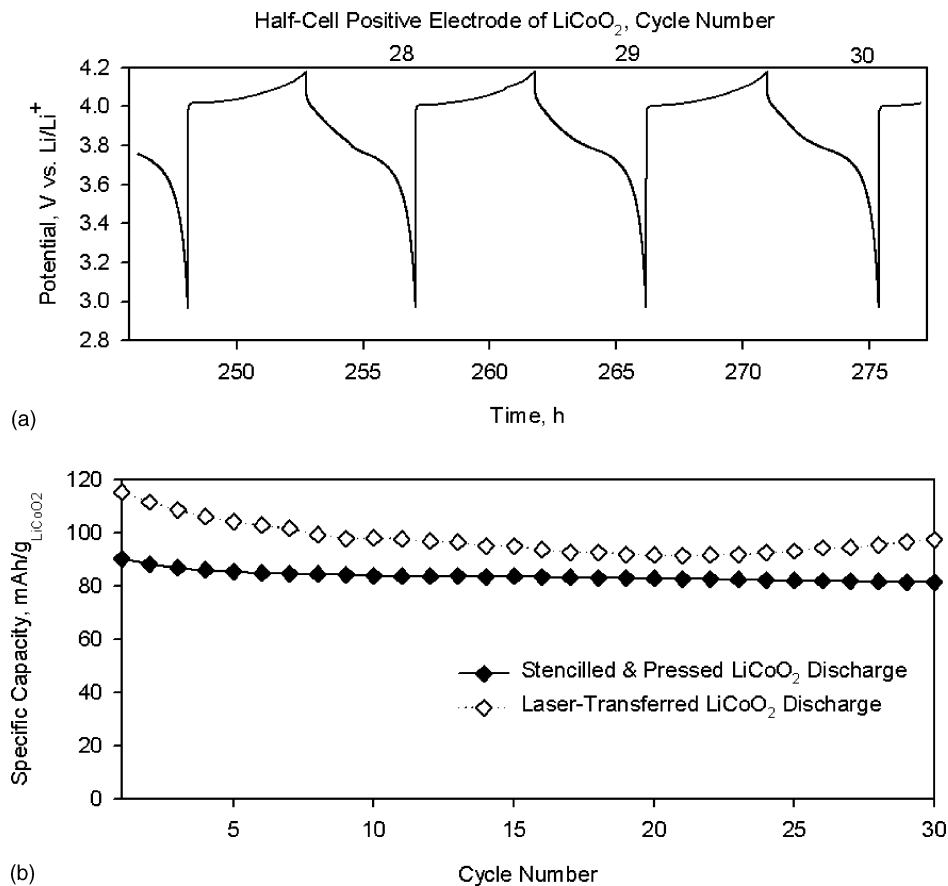 Half-Cell Positive Electrode of LiCoO2, Cycle Number
28 29 30
4.2
4.0
3.8
3.6
3.4
3.2
3.0
2.8
Potential, V vs. Li/Li+
250 255 260 265 270 275
Time, h
(a)
120
100
80
60
40
20
0
Specific Capacity, mAh/gLiCoO2
Stencilled & Pressed LiCoO2 Discharge
Laser-Transferred LiCoO2 Discharge
5 10 15 20 25 30
Cycle Number
(b)